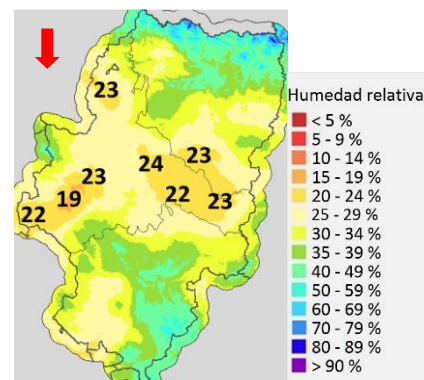 23
24
23
23
19
22
22
23
Humedad relativa
< 5 %
5 - 9 %
10 - 14 %
15 - 19 %
20 - 24 %
25 - 29 %
30 - 34 %
35 - 39 %
40 - 49 %
50 - 59 %
60 - 69 %
70 - 79 %
80 - 89 %
> 90 %